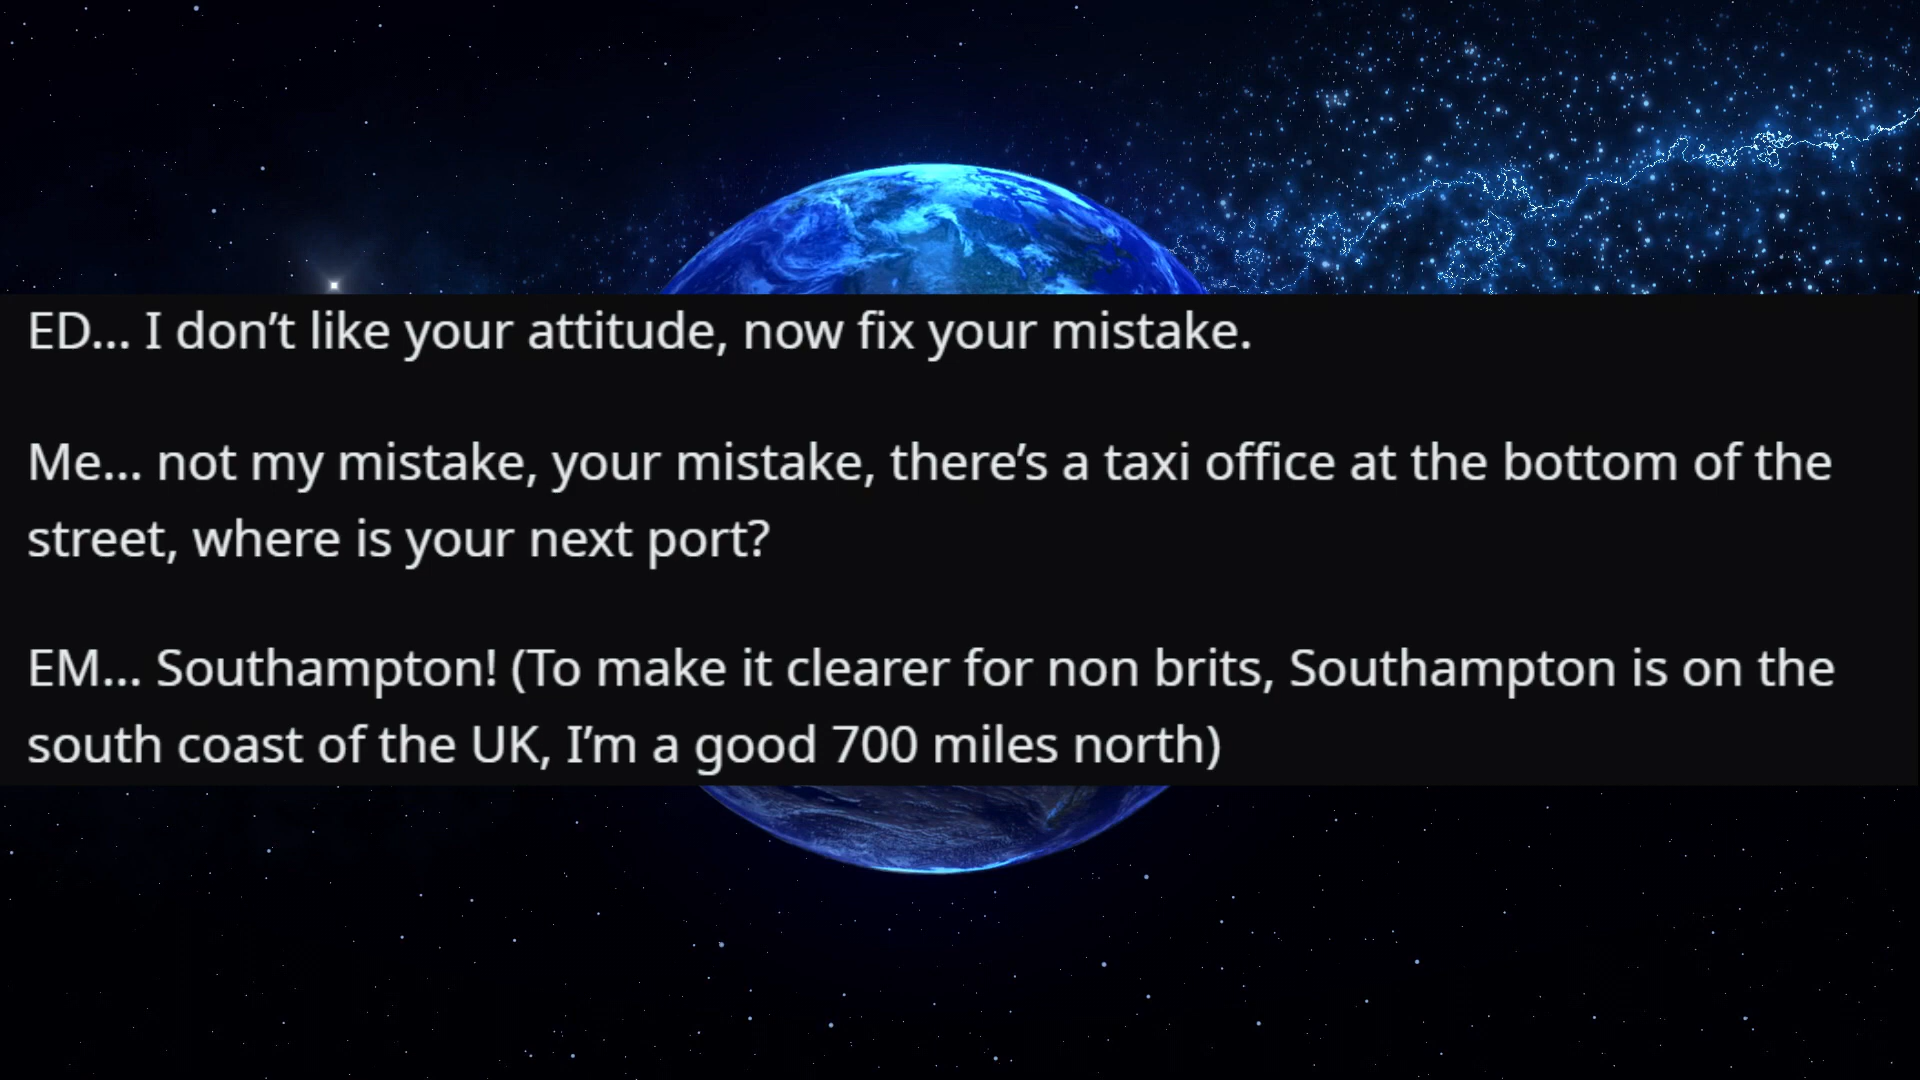 ED... I don’t like your attitude, now fix your mistake.
Me... not my mistake, your mistake, there’s a taxi office at the bottom of the
street, where is your next port?
EM... Southampton! (To make it clearer for non brits, Southampton is on the
south coast of the UK, I’m a good 700 miles north)